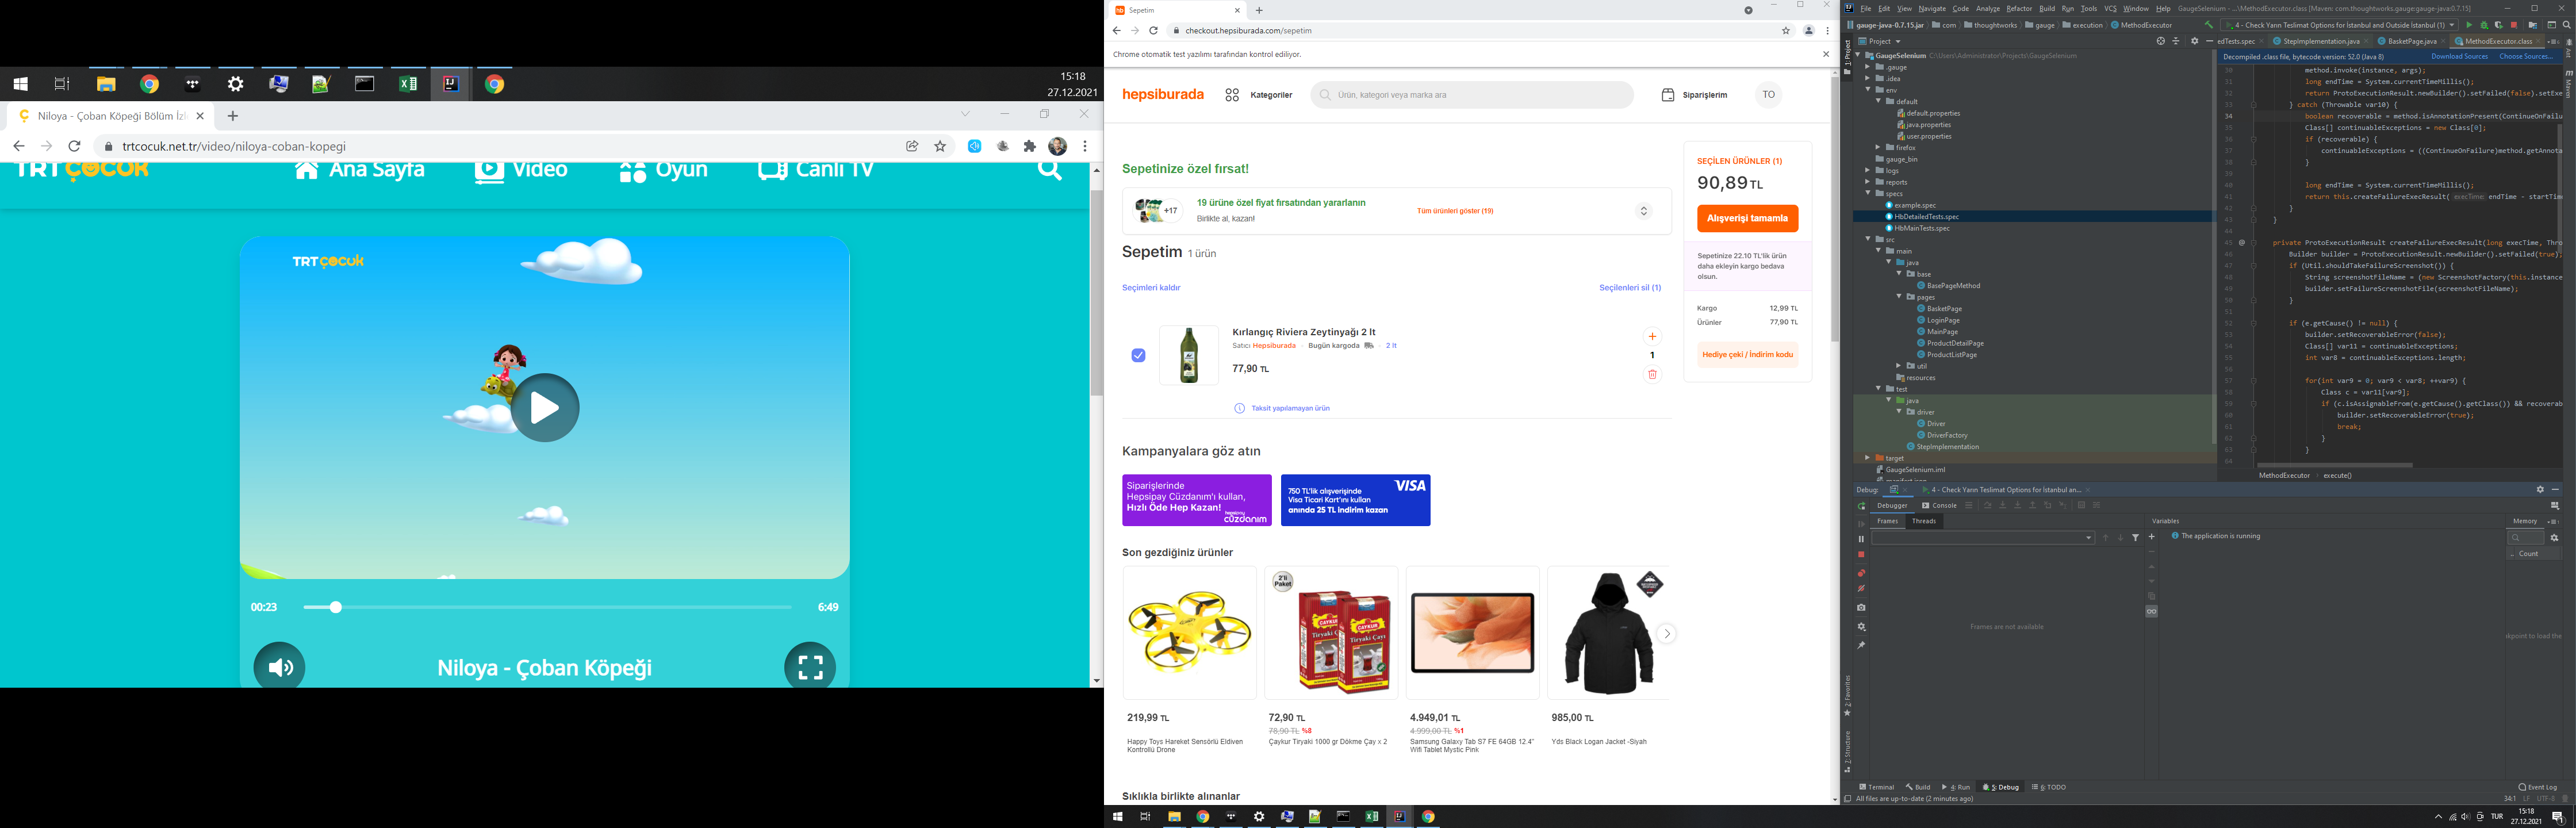 15:18
27.12.2021
Niloya - Çoban Köpeği Bölüm İzl
trtcocuk.net.tr/video/niloya-coban-kopegi
TRT ÇOCUK
Ana Sayfa
Video
Oyun
Canlı TV
TRT ÇOCUK
00:23
6:49
Niloya - Çoban Köpeği
Sepetim
checkout.hepsiburada.com/sepetim
Chrome otomatik test yazılımı tarafından kontrol ediliyor.
hepsiburada
Kategoriler
Ürün, kategori veya marka ara
Siparişlerim
TO
Sepetinize özel fırsat!
+17
19 ürüne özel fiyat fırsatından yararlanın
Birlikte al, kazan!
Tüm ürünleri göster (19)
Sepetim 1 ürün
Seçimleri kaldır
Seçilenleri sil (1)
Kırlangıç Riviera Zeytinyağı 2 lt
Satıcı Hepsiburada
Bugün kargoda
2 lt
77,90 TL
1
Taksit yapılamayan ürün
SEÇİLEN ÜRÜNLER (1)
90,89 TL
Alışverişi tamamla
Sepetinize 22.10 TL'lik ürün
daha ekleyin kargo bedava
olsun.
Kargo 12,99 TL
Ürünler 77,90 TL
Hediye çeki / İndirim kodu
Kampanyalara göz atın
Siparişlerinde
Hepsipay Cüzdanım'ı kullan,
Hızlı Öde Hep Kazan!
hepsipay
cüzdanım
VISA
750 TL'lik alışverişinde
Visa Ticari Kart'ını kullan
anında 25 TL indirim kazan
Son gezdiğiniz ürünler
2'li
Paket
ÇAYKUR
Tiryaki Çayı
219,99 TL
Happy Toys Hareket Sensörlü Eldiven
Kontrollü Drone
72,90 TL
78,90 TL %8
Çaykur Tiryaki 1000 gr Dökme Çay x 2
4.949,01 TL
4.999,00 TL %1
Samsung Galaxy Tab S7 FE 64GB 12.4"
Wifi Tablet Mystic Pink
985,00 TL
Yds Black Logan Jacket -Siyah
Sıklıkla birlikte alınanlar
File Edit View Navigate Code Analyze Refactor Build Run Tools VCS Window Help GaugeSelenium - ...\MethodExecutor.class [Maven: com.thoughtworks.gauge:gauge-java:0.7.15]
gauge-java-0.7.15.jar com thoughtworks gauge execution MethodExecutor
4 - Check Yarın Teslimat Options for İstanbul and Outside İstanbul (1)
Project
edTests.spec
StepImplementation.java
BasketPage.java
MethodExecutor.class
Decompiled .class file, bytecode version: 52.0 (Java 8)
Download Sources
Choose Sources...
1: Project
GaugeSelenium C:\Users\Administrator\Projects\GaugeSelenium
.gauge
.idea
env
default
default.properties
java.properties
user.properties
firefox
gauge_bin
logs
reports
specs
example.spec
HbDetailedTests.spec
HbMainTests.spec
src
main
java
base
BasePageMethod
pages
BasketPage
LoginPage
MainPage
ProductDetailPage
ProductListPage
util
resources
test
java
driver
Driver
DriverFactory
StepImplementation
target
GaugeSelenium.iml
30 method.invoke(instance, args);
31 long endTime = System.currentTimeMillis();
32 return ProtoExecutionResult.newBuilder().setFailed(false).setExe
33 } catch (Throwable var10) {
34 boolean recoverable = method.isAnnotationPresent(ContinueOnFailu
35 Class[] continuableExceptions = new Class[0];
36 if (recoverable) {
37 continuableExceptions = ((ContinueOnFailure)method.getAnnota
38 }
39
40 long endTime = System.currentTimeMillis();
41 return this.createFailureExecResult( execTime: endTime - startTim
42 }
43 }
44
45 private ProtoExecutionResult createFailureExecResult(long execTime, Thro
46 Builder builder = ProtoExecutionResult.newBuilder().setFailed(true);
47 if (Util.shouldTakeFailureScreenshot()) {
48 String screenshotFileName = (new ScreenshotFactory(this.instance
49 builder.setFailureScreenshotFile(screenshotFileName);
50 }
51
52 if (e.getCause() != null) {
53 builder.setRecoverableError(false);
54 Class[] var11 = continuableExceptions;
55 int var8 = continuableExceptions.length;
56
57 for(int var9 = 0; var9 < var8; ++var9) {
58 Class c = var11[var9];
59 if (c.isAssignableFrom(e.getCause().getClass()) && recoverab
60 builder.setRecoverableError(true);
61 break;
62 }
63 }
64
MethodExecutor execute()
Debug: 4 - Check Yarın Teslimat Options for İstanbul an...
Debugger Console
Frames Threads
Variables
Memory
The application is running
Count
Frames are not available
kpoint to load the
2: Favorites
7: Structure
Ant
Maven
Terminal Build 4: Run 5: Debug 6: TODO
Event Log
All files are up-to-date (2 minutes ago)
34:1 LF UTF-8
TUR
15:18
27.12.2021